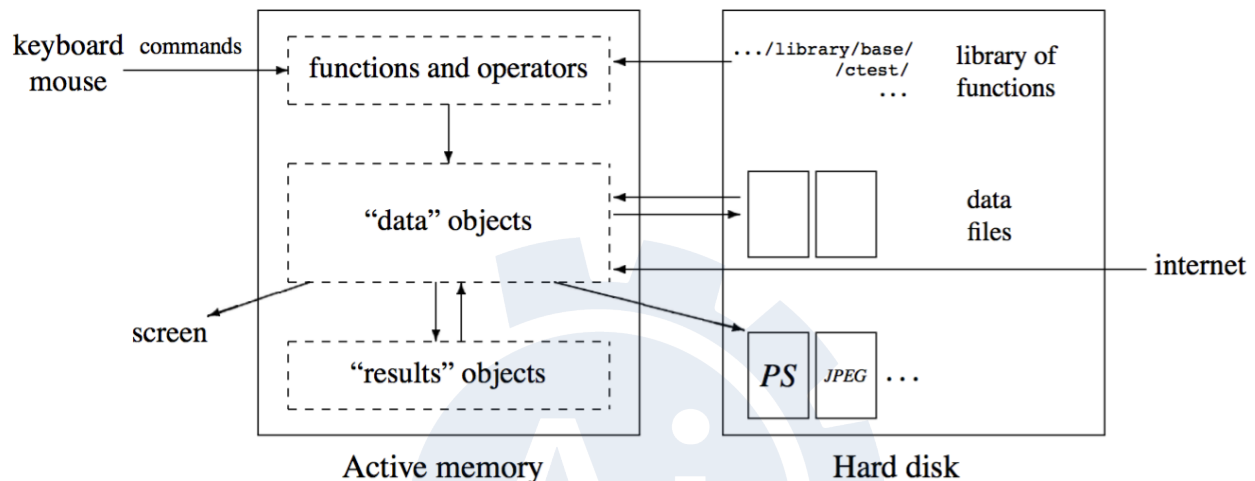 keyboard
mouse
commands
functions and operators
.../library/base/
/ctest/
...
library of
functions
“data” objects
data
files
internet
screen
“results” objects
PS
JPEG
...
Active memory
Hard disk